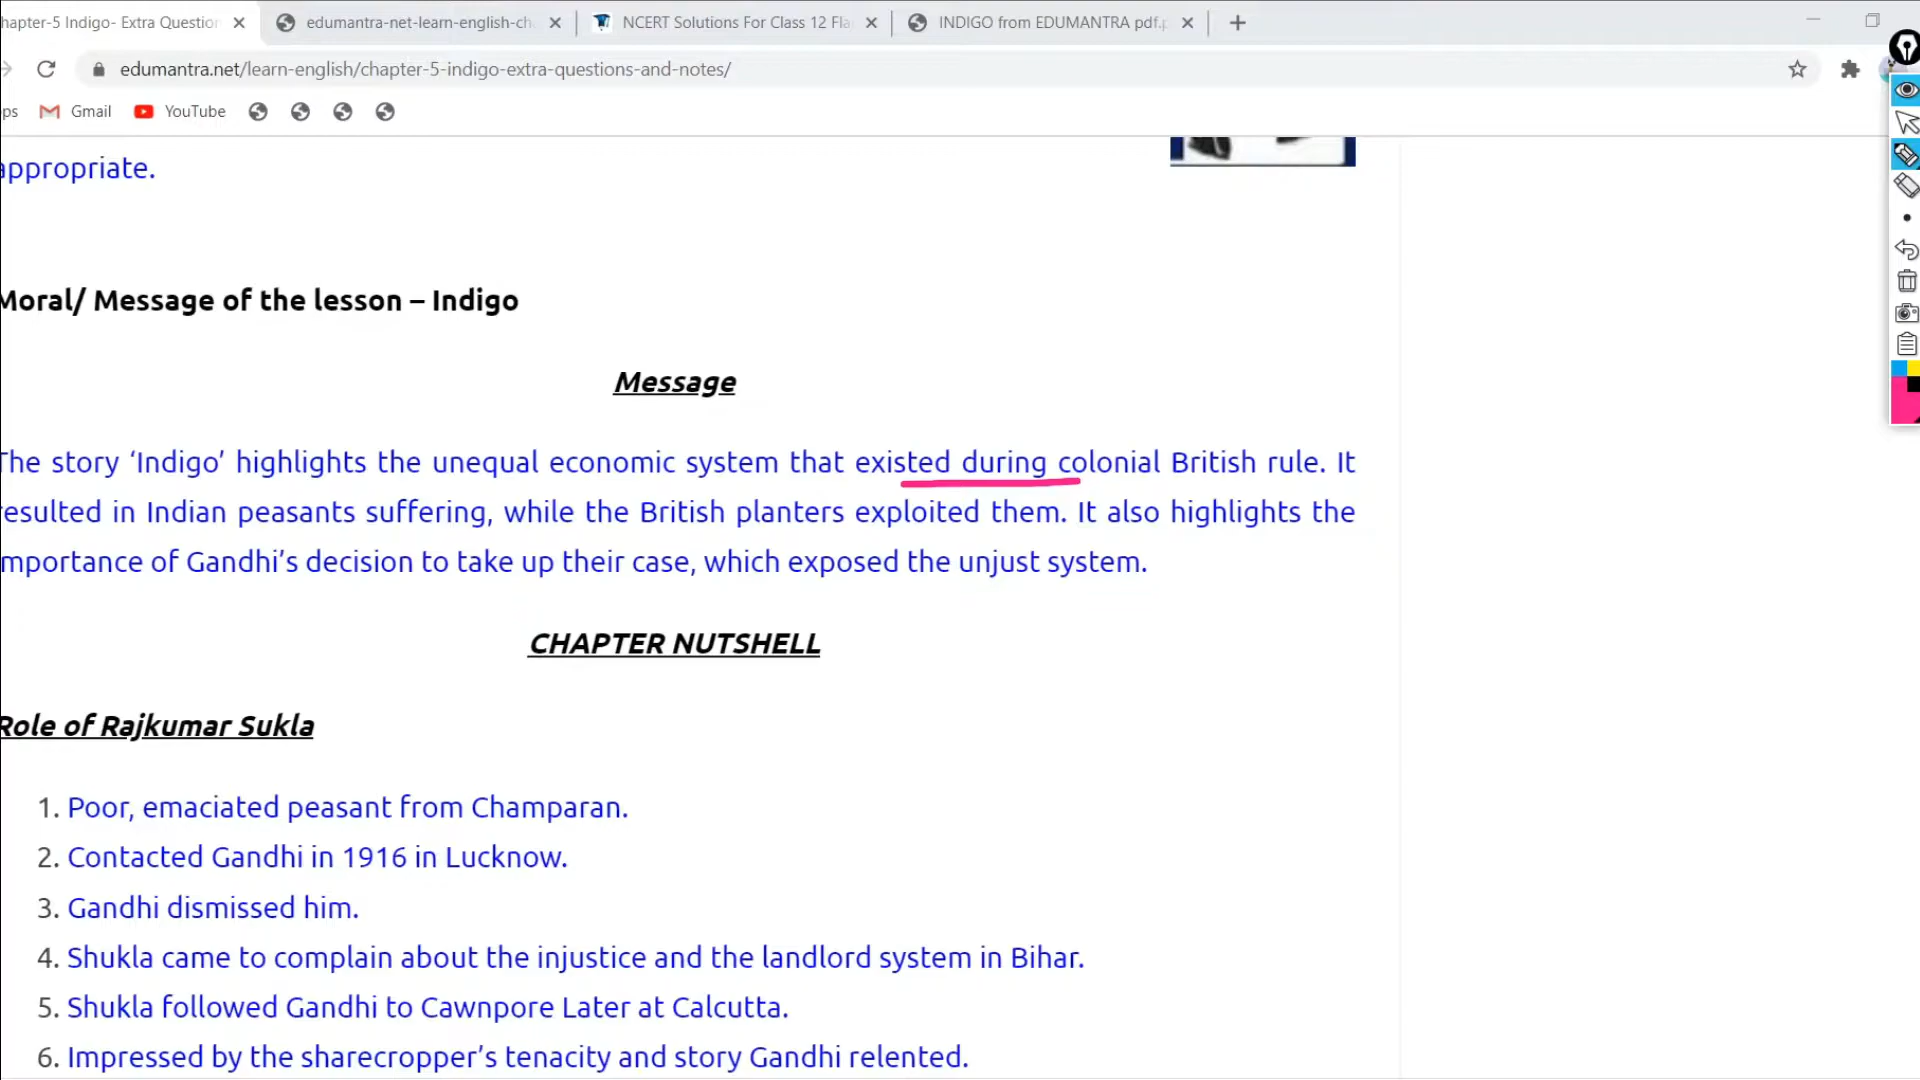 hapter-5 Indigo- Extra Question
edumantra-net-learn-english-ch
NCERT Solutions For Class 12 Fla
INDIGO from EDUMANTRA pdf.p
edumantra.net/learn-english/chapter-5-indigo-extra-questions-and-notes/
ps Gmail YouTube
appropriate.
Moral/ Message of the lesson – Indigo
Message
The story ‘Indigo’ highlights the unequal economic system that existed during colonial British rule. It
resulted in Indian peasants suffering, while the British planters exploited them. It also highlights the
importance of Gandhi’s decision to take up their case, which exposed the unjust system.
CHAPTER NUTSHELL
Role of Rajkumar Sukla
1. Poor, emaciated peasant from Champaran.
2. Contacted Gandhi in 1916 in Lucknow.
3. Gandhi dismissed him.
4. Shukla came to complain about the injustice and the landlord system in Bihar.
5. Shukla followed Gandhi to Cawnpore Later at Calcutta.
6. Impressed by the sharecropper’s tenacity and story Gandhi relented.